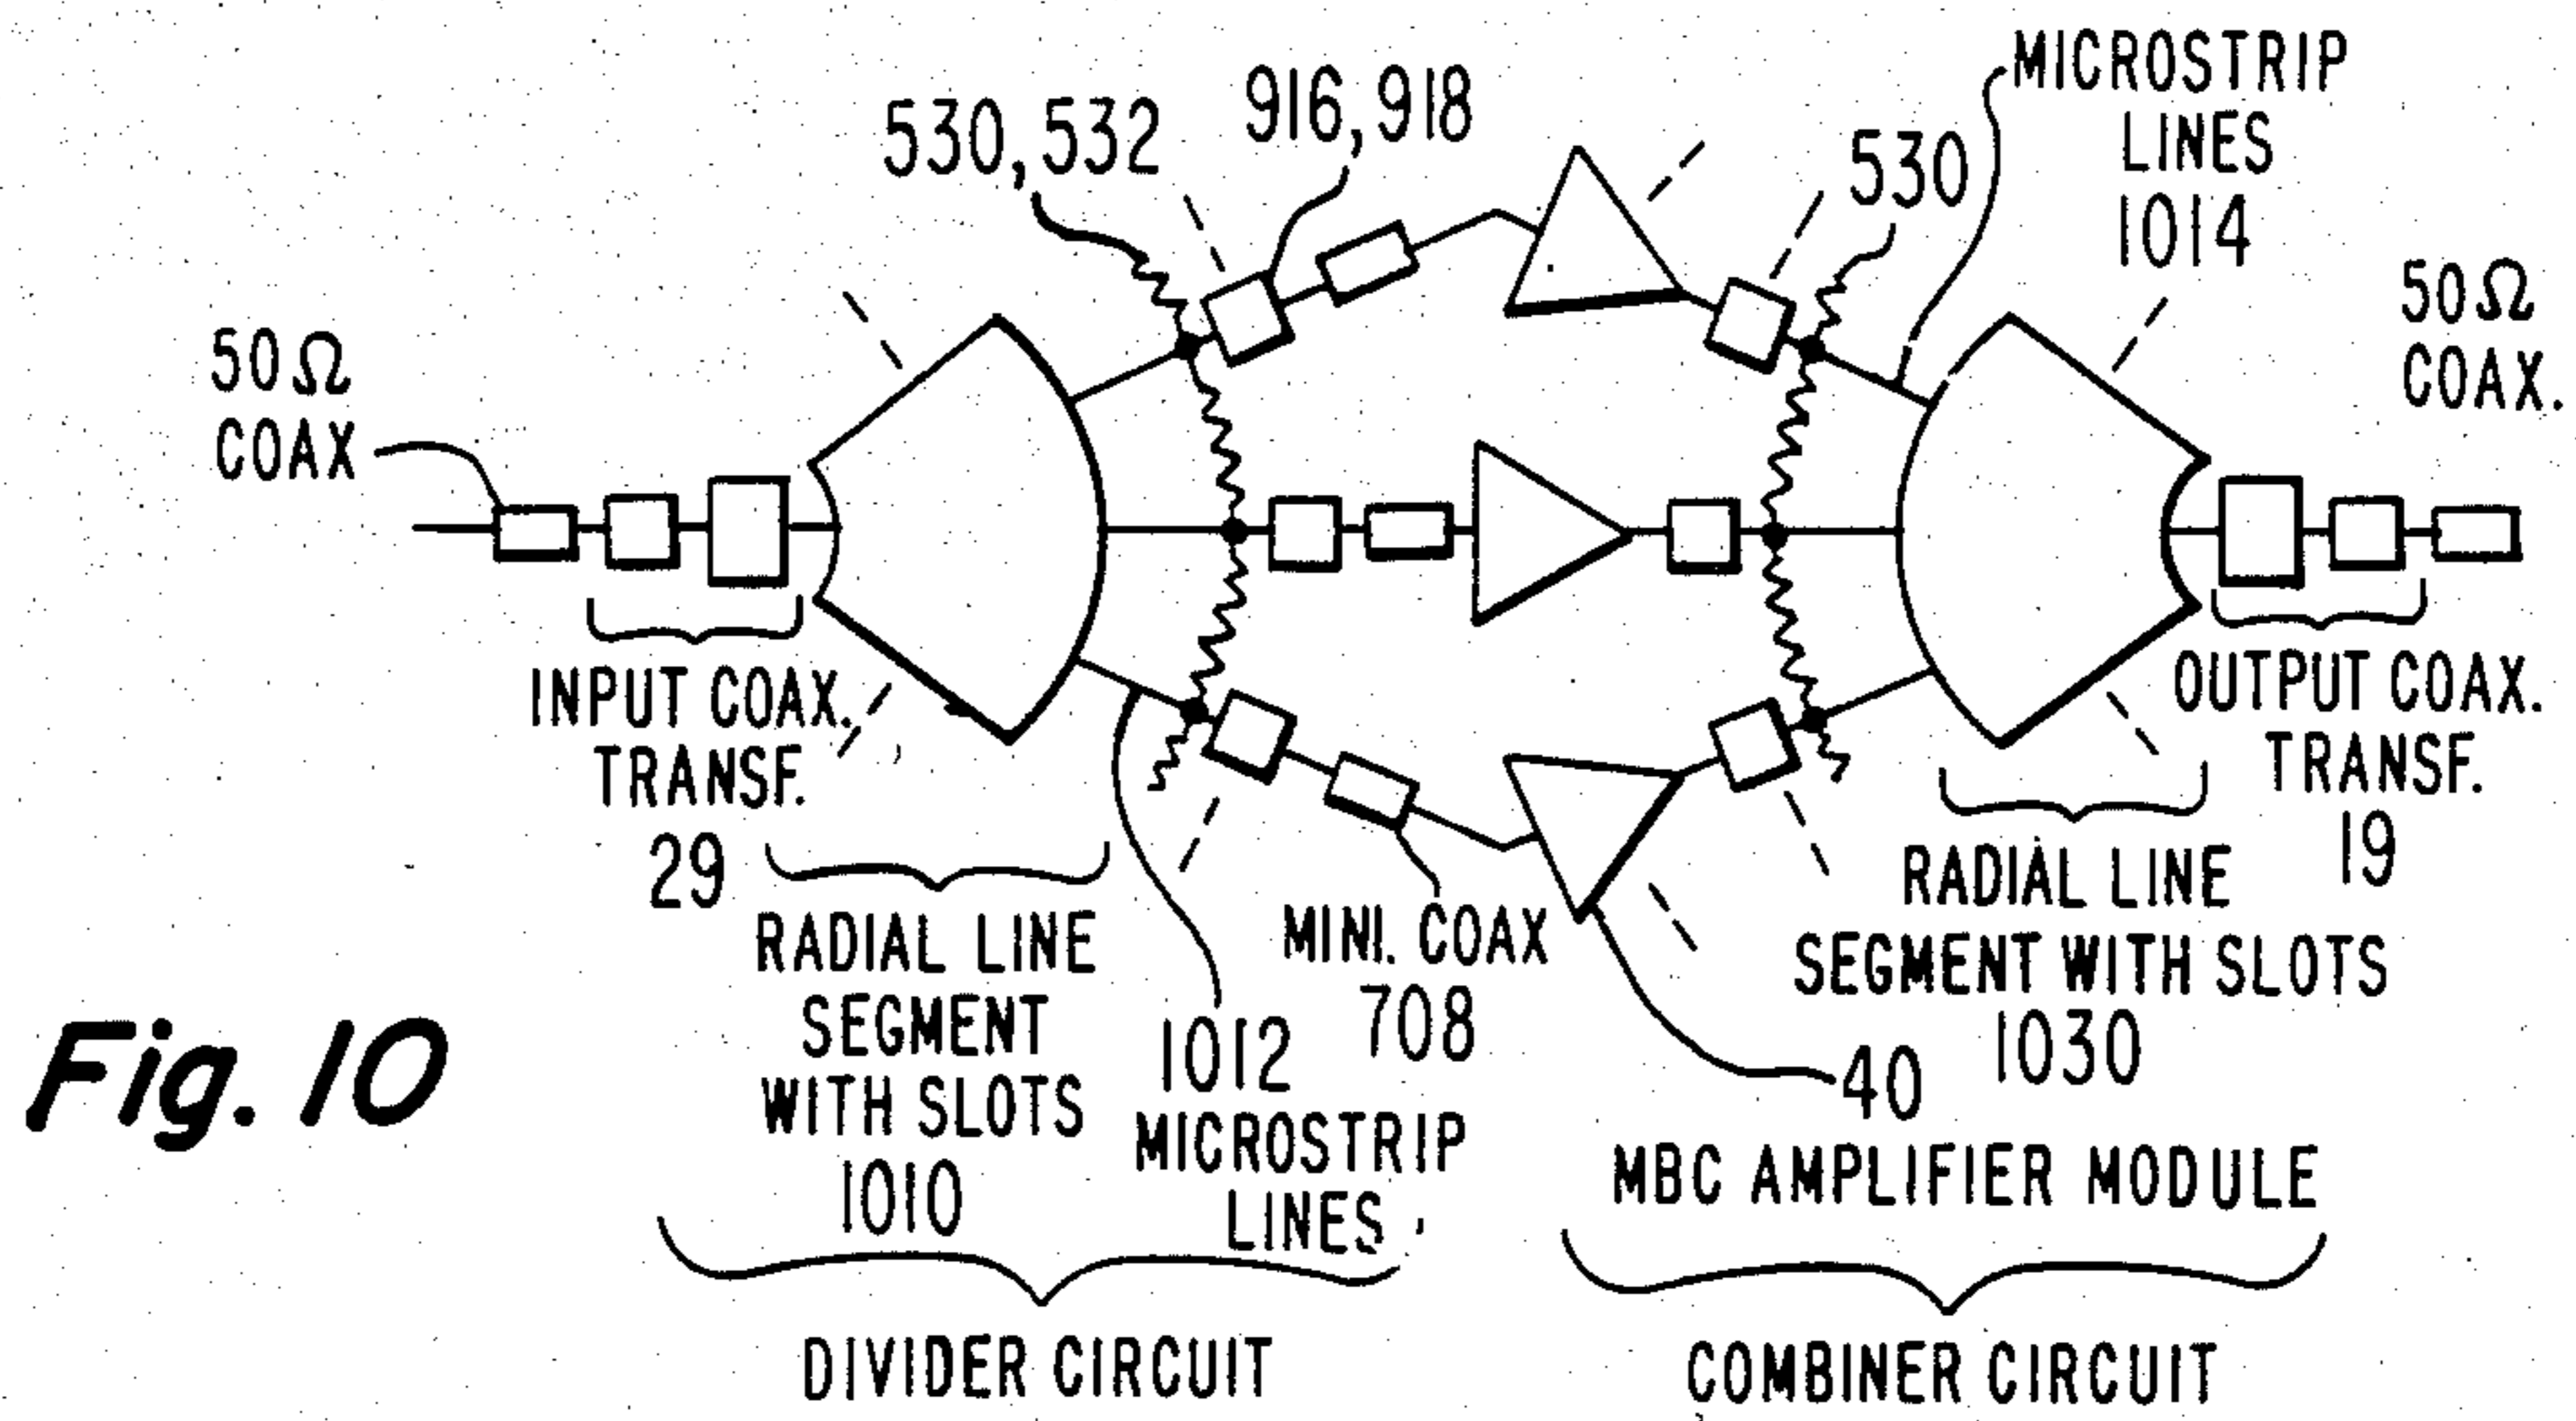 530, 532
916, 918
530
MICROSTRIP
LINES
1014
50Ω
COAX
50Ω
COAX.
INPUT COAX.
TRANSF.
29
OUTPUT COAX.
TRANSF.
19
RADIAL LINE
SEGMENT
WITH SLOTS
1010
1012
MICROSTRIP
LINES
MINI. COAX
708
RADIAL LINE
SEGMENT WITH SLOTS
1030
40
MBC AMPLIFIER MODULE
Fig. 10
DIVIDER CIRCUIT
COMBINER CIRCUIT